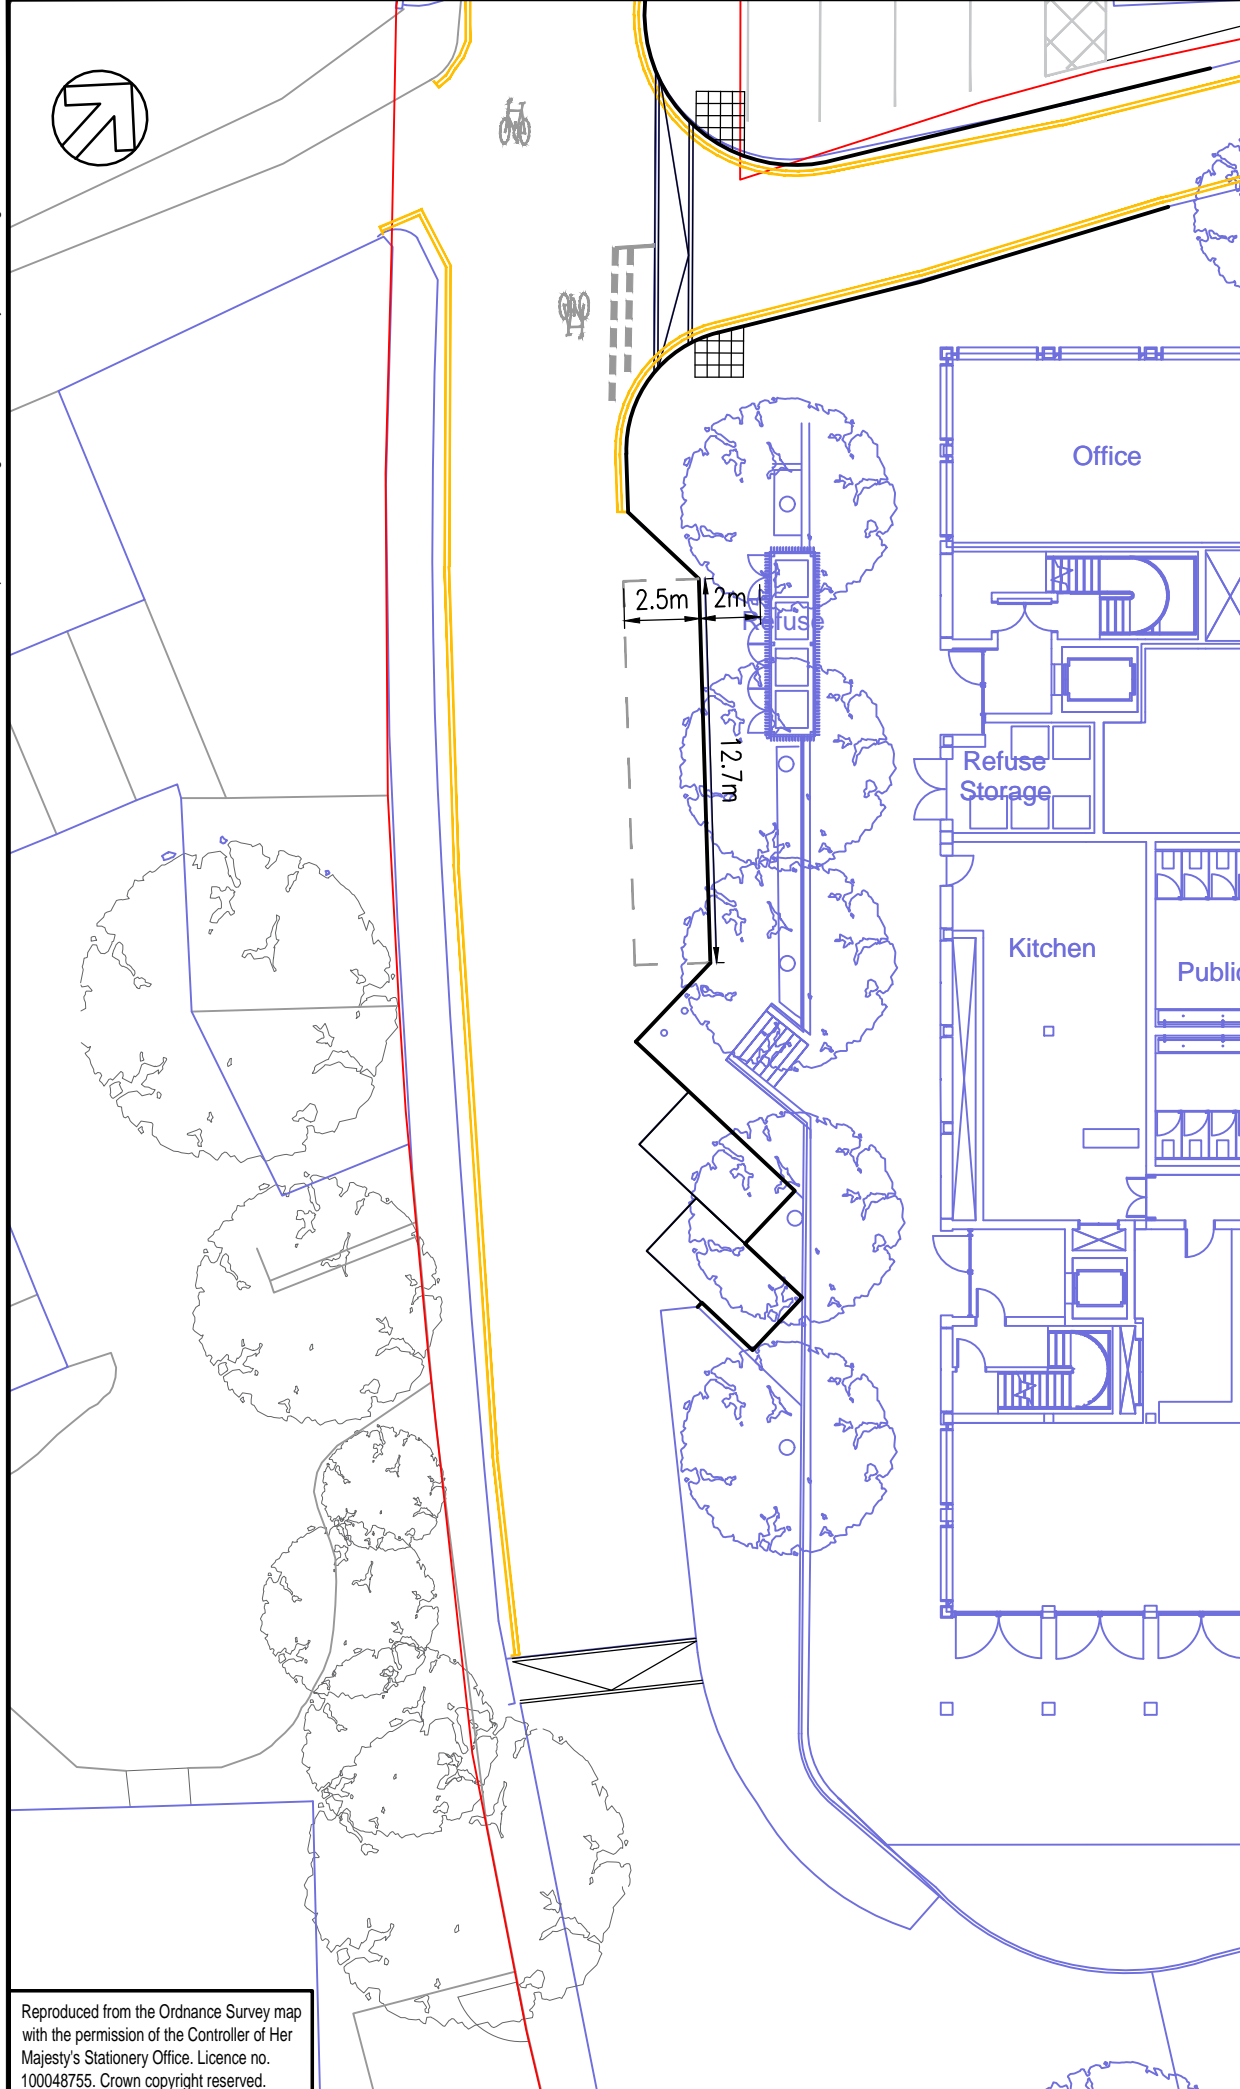 Office
2.5m
2m
Refuse
12.7m
Refuse
Storage
Kitchen
Public
Reproduced from the Ordnance Survey map
with the permission of the Controller of Her
Majesty's Stationery Office. Licence no.
100048755. Crown copyright reserved.